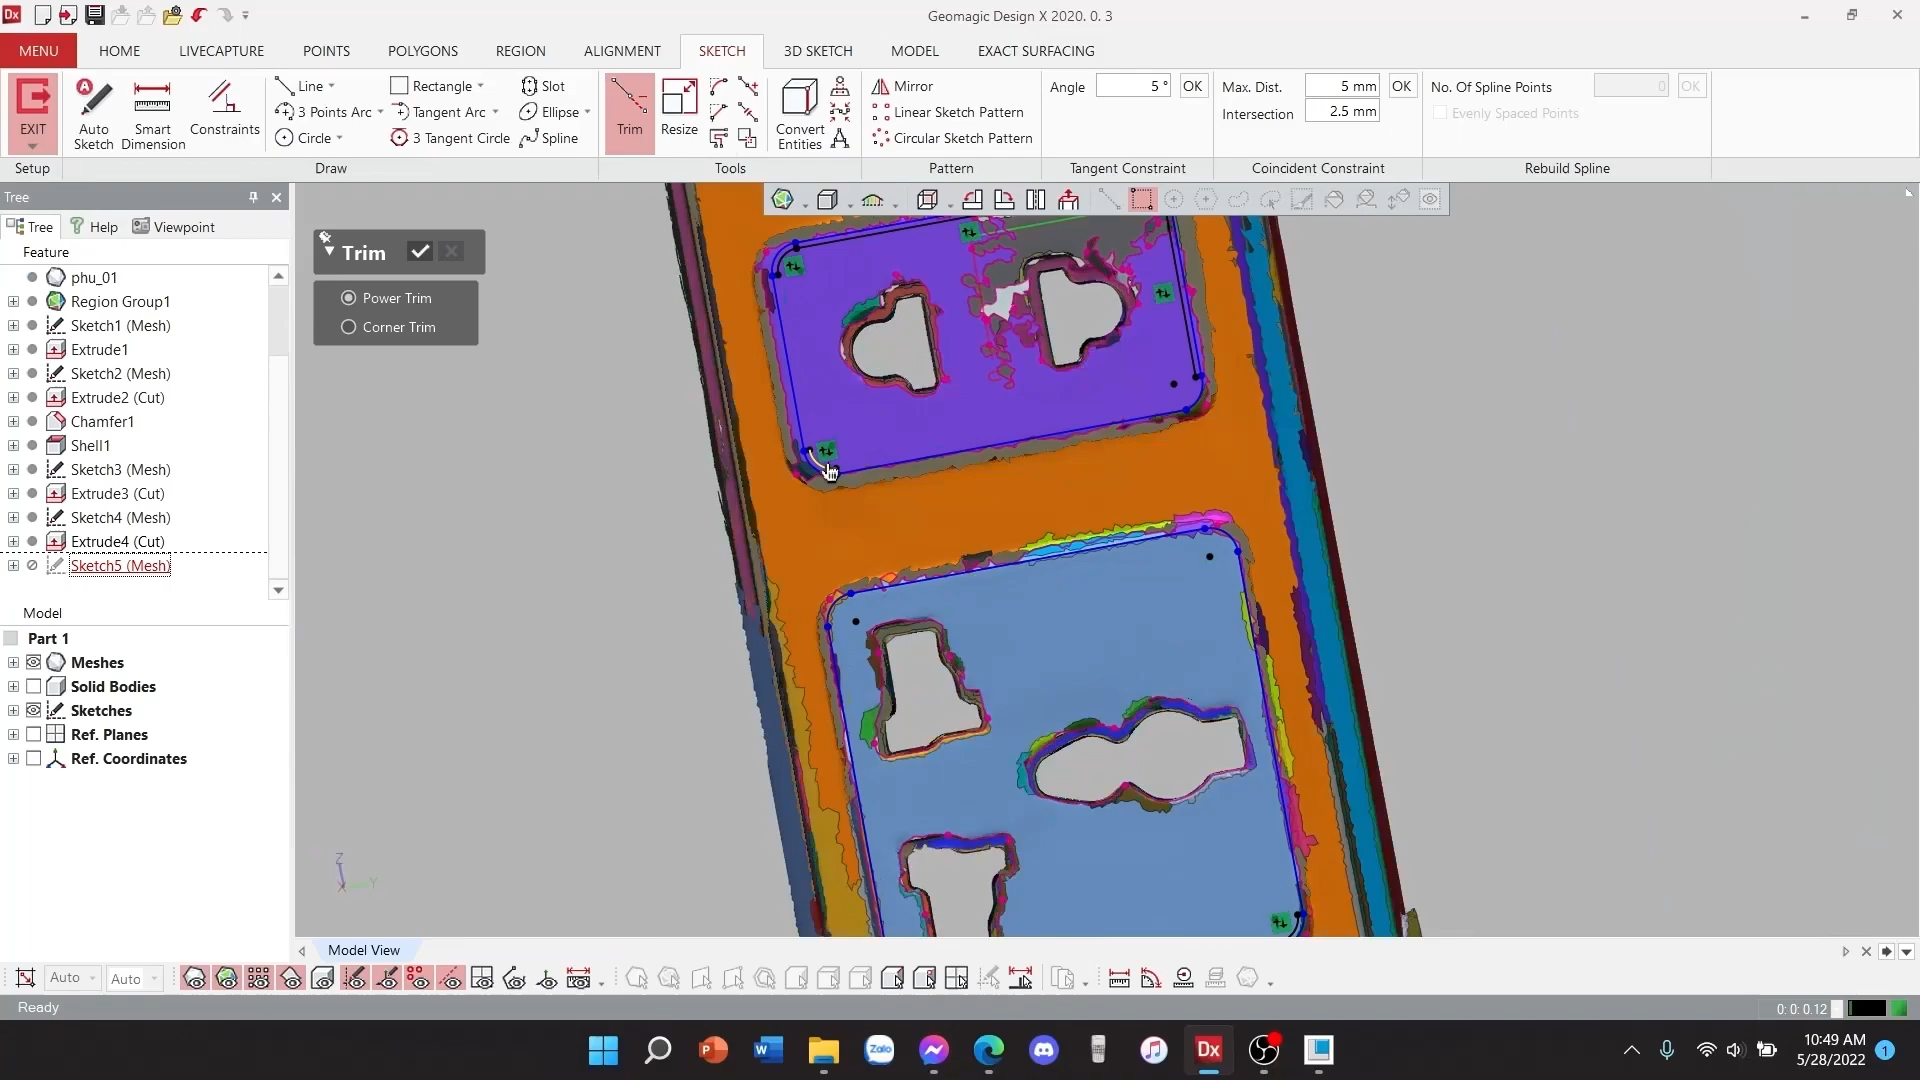 Dx
Geomagic Design X 2020. 0. 3
MENU
HOME
LIVECAPTURE
POINTS
POLYGONS
REGION
ALIGNMENT
SKETCH
3D SKETCH
MODEL
EXACT SURFACING
EXIT
Auto Sketch
Smart Dimension
Constraints
Line
3 Points Arc
Circle
Rectangle
Tangent Arc
3 Tangent Circle
Slot
Ellipse
Spline
Trim
Resize
Convert Entities
Mirror
Linear Sketch Pattern
Circular Sketch Pattern
Angle 5 ° OK
Max. Dist. 5 mm OK
Intersection 2.5 mm
No. Of Spline Points 0 OK
Evenly Spaced Points
Setup
Draw
Tools
Pattern
Tangent Constraint
Coincident Constraint
Rebuild Spline
Tree
Tree Help Viewpoint
Feature
phu_01
Region Group1
Sketch1 (Mesh)
Extrude1
Sketch2 (Mesh)
Extrude2 (Cut)
Chamfer1
Shell1
Sketch3 (Mesh)
Extrude3 (Cut)
Sketch4 (Mesh)
Extrude4 (Cut)
Sketch5 (Mesh)
Model
Part 1
Meshes
Solid Bodies
Sketches
Ref. Planes
Ref. Coordinates
Trim
Power Trim
Corner Trim
Z
X
Y
Model View
Auto
Auto
Ready
0: 0: 0.12
Zalo
Dx
10:49 AM
5/28/2022
1